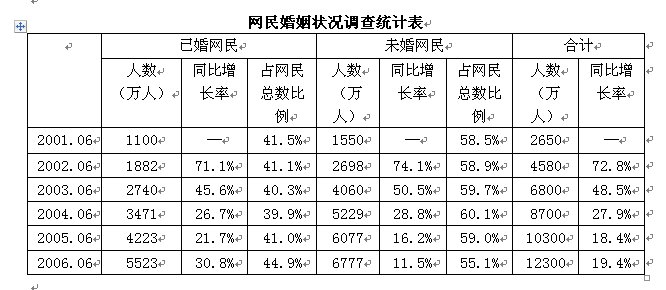 网民婚姻状况调查统计表
已婚网民 未婚网民 合计
人数（万人） 同比增长率 占网民总数比例 人数（万人） 同比增长率 占网民总数比例 人数（万人） 同比增长率
2001.06 1100 — 41.5% 1550 — 58.5% 2650 —
2002.06 1882 71.1% 41.1% 2698 74.1% 58.9% 4580 72.8%
2003.06 2740 45.6% 40.3% 4060 50.5% 59.7% 6800 48.5%
2004.06 3471 26.7% 39.9% 5229 28.8% 60.1% 8700 27.9%
2005.06 4223 21.7% 41.0% 6077 16.2% 59.0% 10300 18.4%
2006.06 5523 30.8% 44.9% 6777 11.5% 55.1% 12300 19.4%